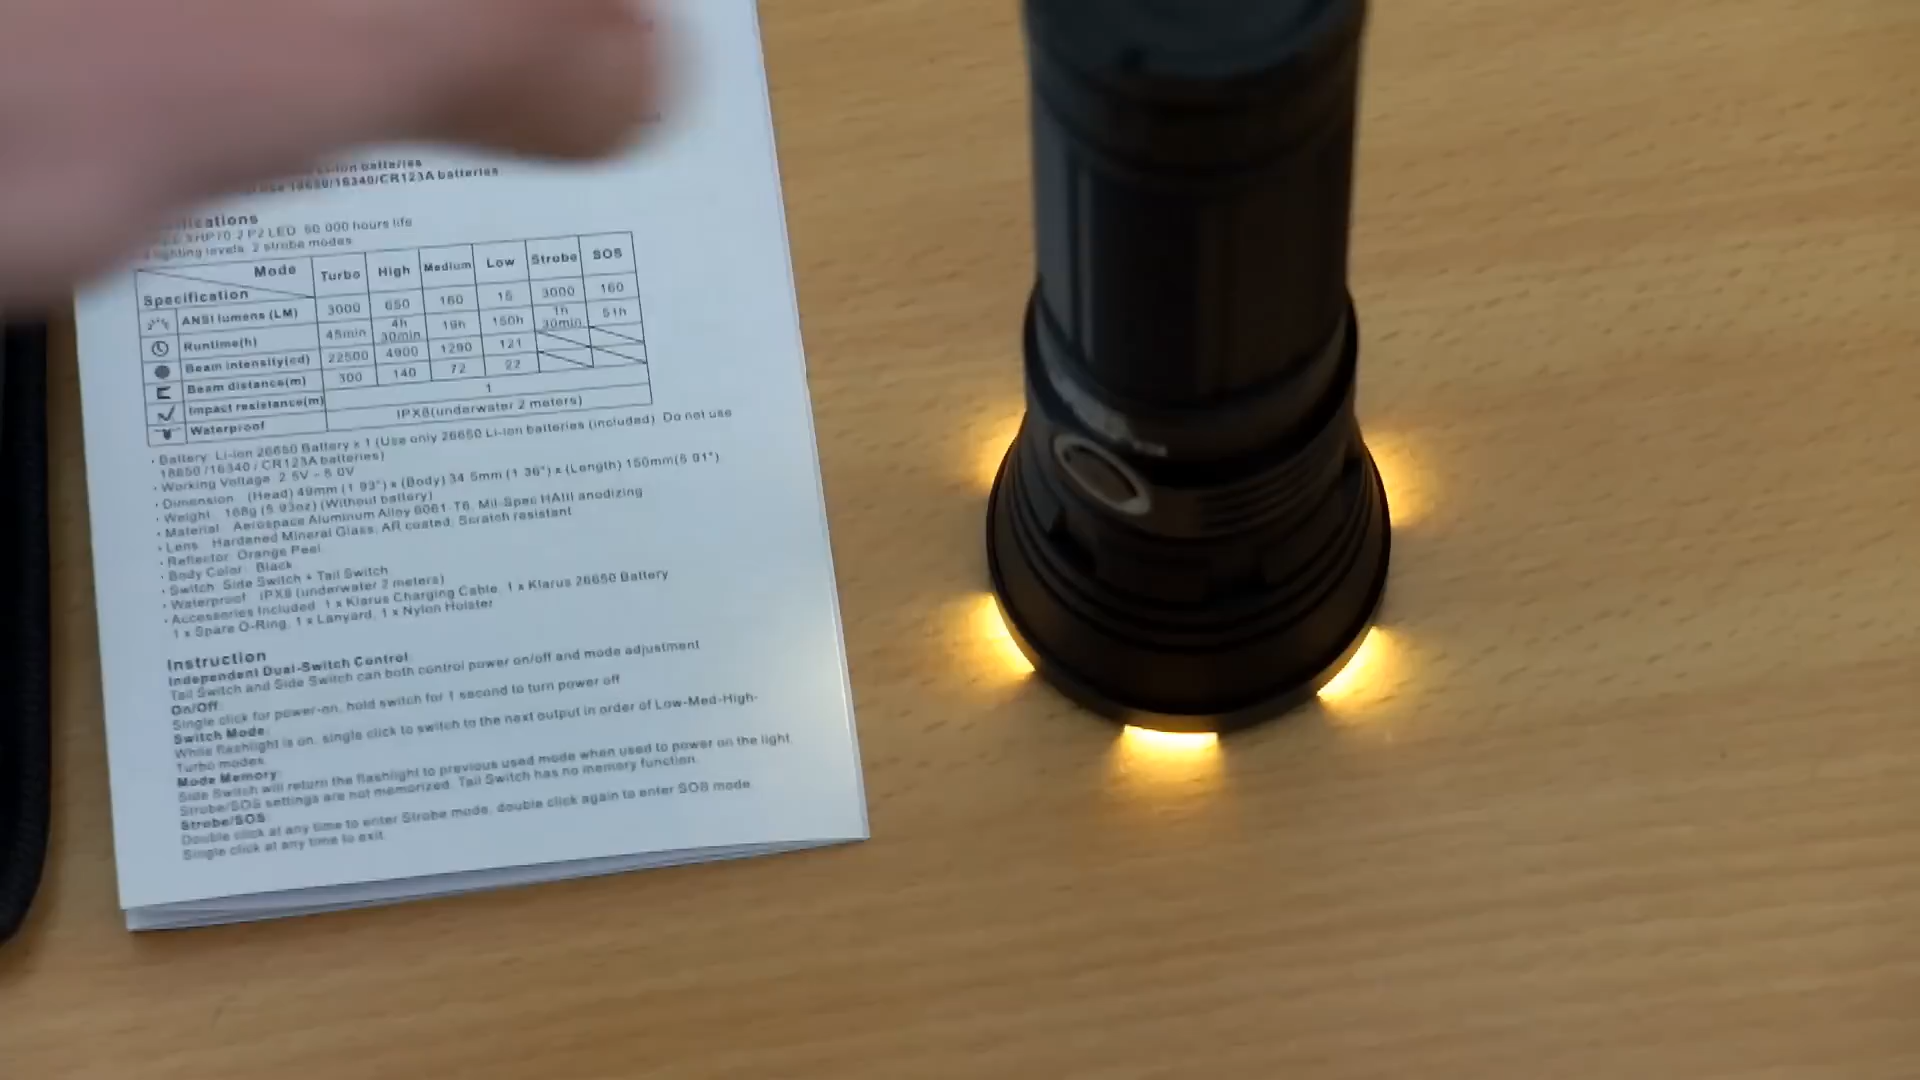 Li-ion batteries
use 18650/16340/CR123A batteries
XHP70.2 P2 LED 50 000 hours life
lighting levels, 2 strobe modes
Mode Turbo High Medium Low Strobe SOS
Specification
ANSI lumens (LM) 3000 650 160 15 3000 160
Runtime(h) 45min 4h 30min 19h 150h 1h 30min 51h
Beam intensity(cd) 22500 4900 1290 121
Beam distance(m) 300 140 72 22
Impact resistance(m) 1
Waterproof IPX8(underwater 2 meters)
• Battery: Li-ion 26650 Battery x 1 (Use only 26650 Li-ion batteries (included) Do not use
18650 /16340 / CR123A batteries)
• Working Voltage 2.5V – 5.0V
• Dimension (Head) 49mm (1.93") x (Body) 34.5mm (1.36") x (Length) 150mm(5.91")
• Weight 168g (5.93oz) (Without battery)
• Material Aerospace Aluminum Alloy 6061-T6, Mil-Spec HAIII anodizing
• Lens Hardened Mineral Glass, AR coated, Scratch resistant
• Reflector: Orange Peel
• Body Color: Black
• Switch: Side Switch + Tail Switch
• Waterproof IPX8 (underwater 2 meters)
• Accessories Included: 1 x Klarus Charging Cable, 1 x Klarus 26650 Battery
1 x Spare O-Ring, 1 x Lanyard, 1 x Nylon Holster
Instruction
Independent Dual-Switch Control:
Tail Switch and Side Switch can both control power on/off and mode adjustment
On/Off:
Single click for power-on, hold switch for 1 second to turn power off
Switch Mode:
While flashlight is on, single click to switch to the next output in order of Low-Med-High-
Turbo modes.
Mode Memory:
Side Switch will return the flashlight to previous used mode when used to power on the light.
Strobe/SOS settings are not memorized. Tail Switch has no memory function.
Strobe/SOS:
Double click at any time to enter Strobe mode, double click again to enter SOS mode.
Single click at any time to exit.